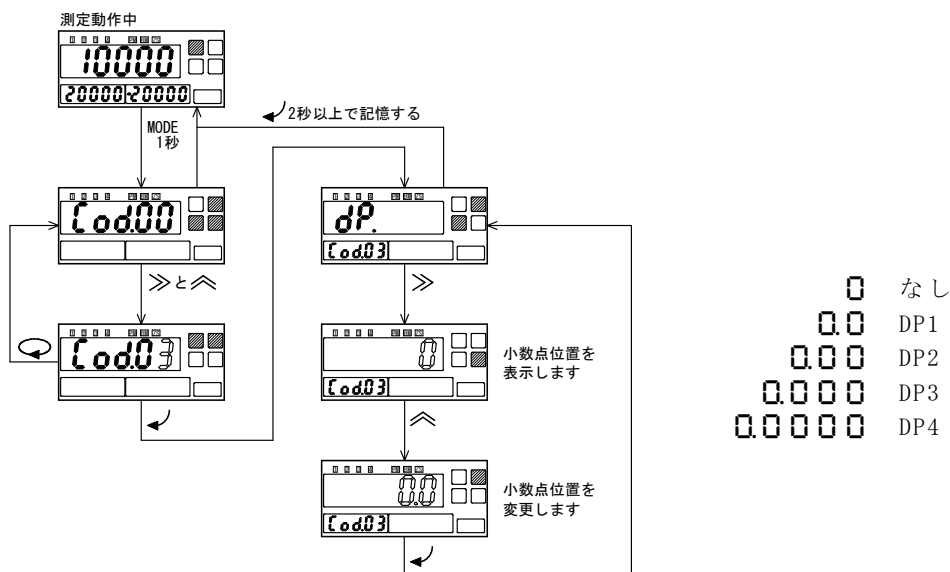 測定動作中
10000
20000 -20000
MODE
1秒
2秒以上で記憶する
Cod.00
dP.
Cod.03
≫と︽
≫
Cod.03
0
Cod.03
小数点位置を
表示します
︽
0.0
Cod.03
小数点位置を
変更します
0 なし
0.0 DP1
0.00 DP2
0.000 DP3
0.0000 DP4